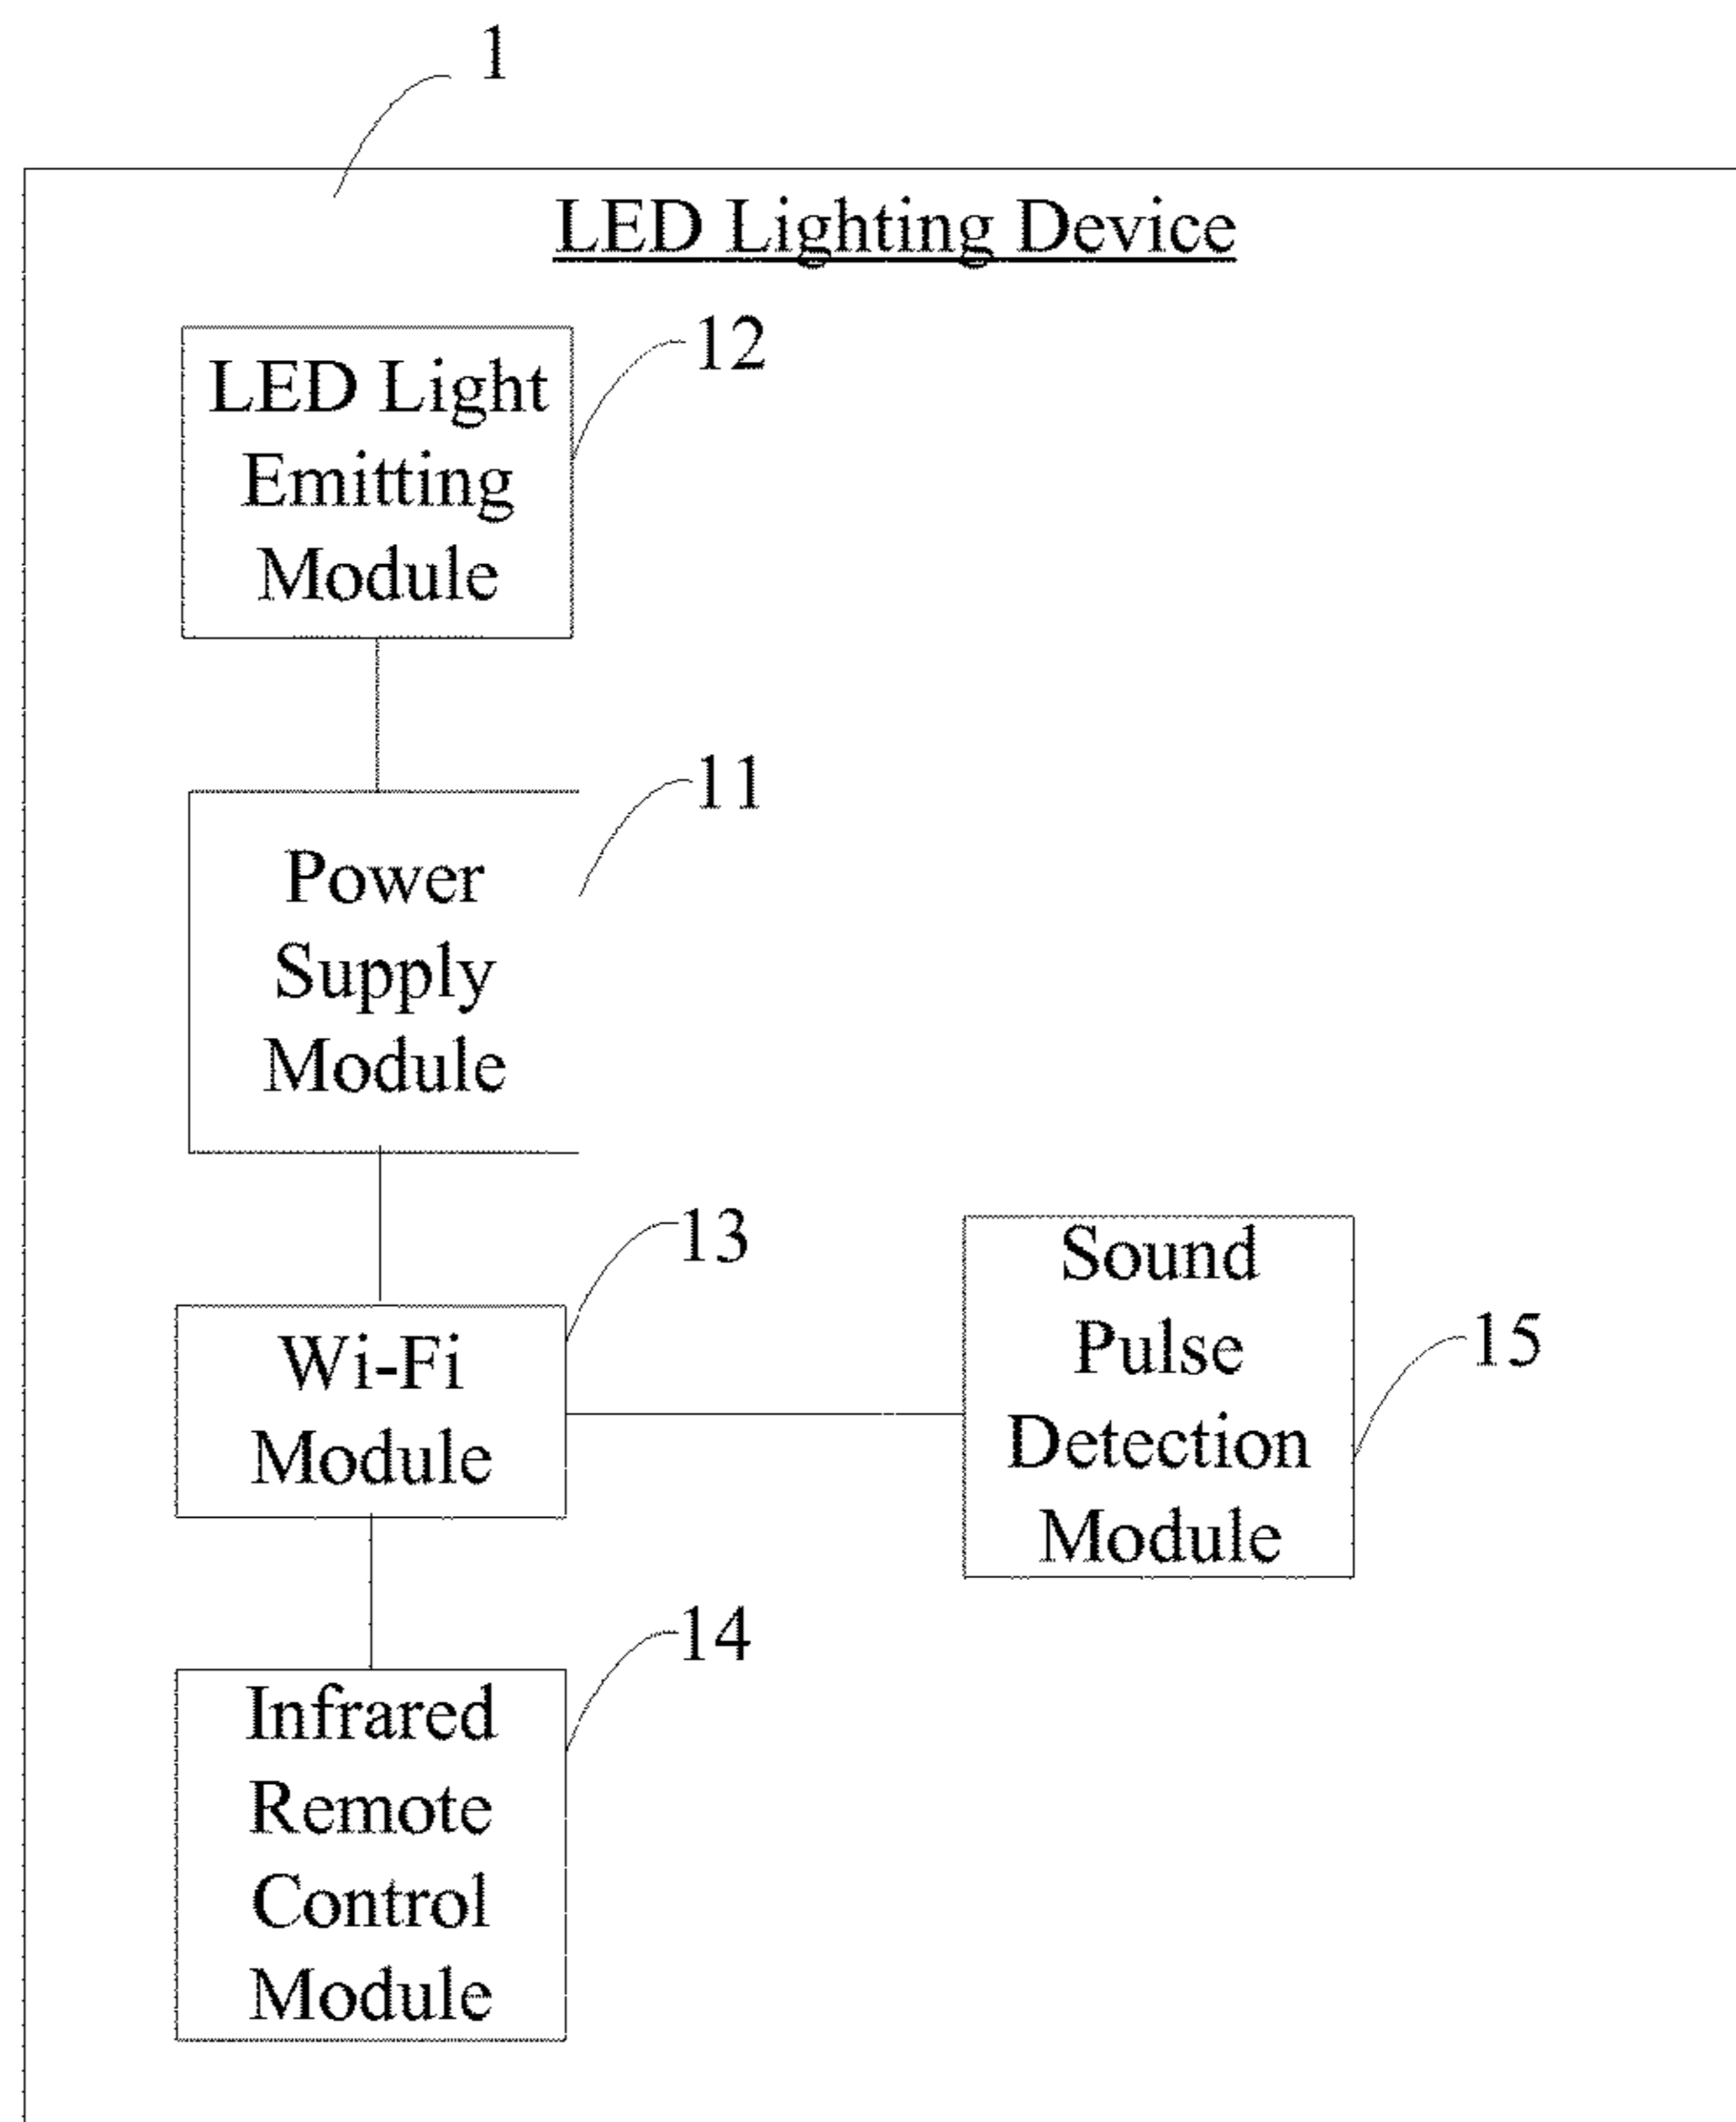 1
LED Lighting Device
LED Light
Emitting
Module
12
Power
Supply
Module
11
Wi-Fi
Module
13
Sound
Pulse
Detection
Module
15
Infrared
Remote
Control
Module
14